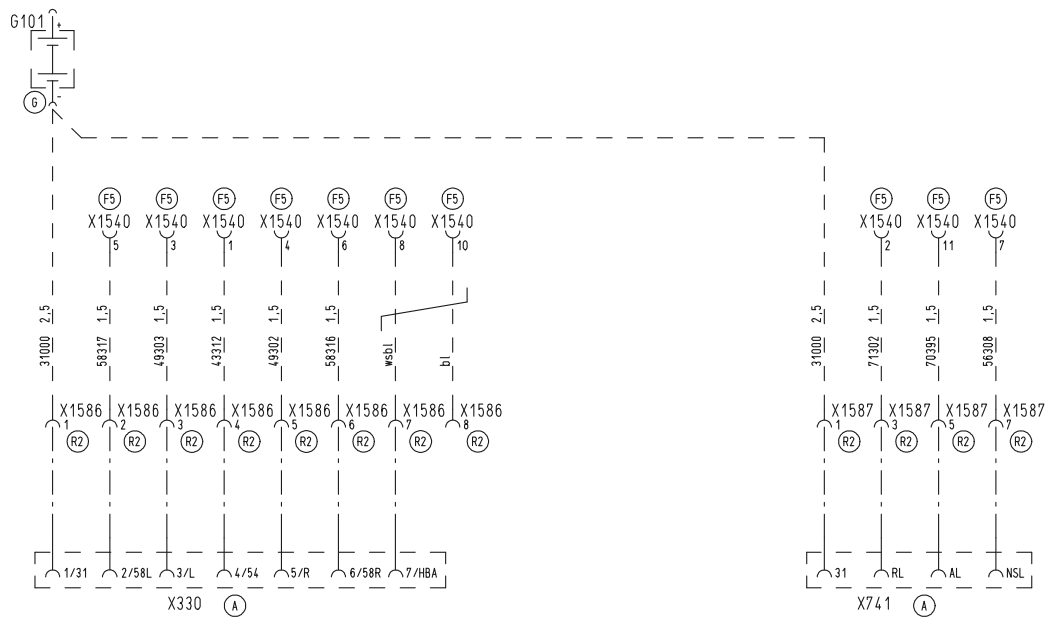 G101
+
G -
F5 F5 F5 F5 F5 F5 F5 F5 F5 F5
X1540 X1540 X1540 X1540 X1540 X1540 X1540 X1540 X1540 X1540
5 3 1 4 6 8 10 2 11 7
2.5 1.5 1.5 1.5 1.5 1.5 2.5 1.5 1.5 1.5
31000 58317 49303 43312 49302 58316 wsbl bl 31000 71302 70395 56308
X1586 X1586 X1586 X1586 X1586 X1586 X1586 X1586 X1587 X1587 X1587 X1587
1 2 3 4 5 6 7 8 1 3 5 7
R2 R2 R2 R2 R2 R2 R2 R2 R2 R2 R2 R2
1/31 2/58L 3/L 4/54 5/R 6/58R 7/HBA 31 RL AL NSL
X330 A X741 A